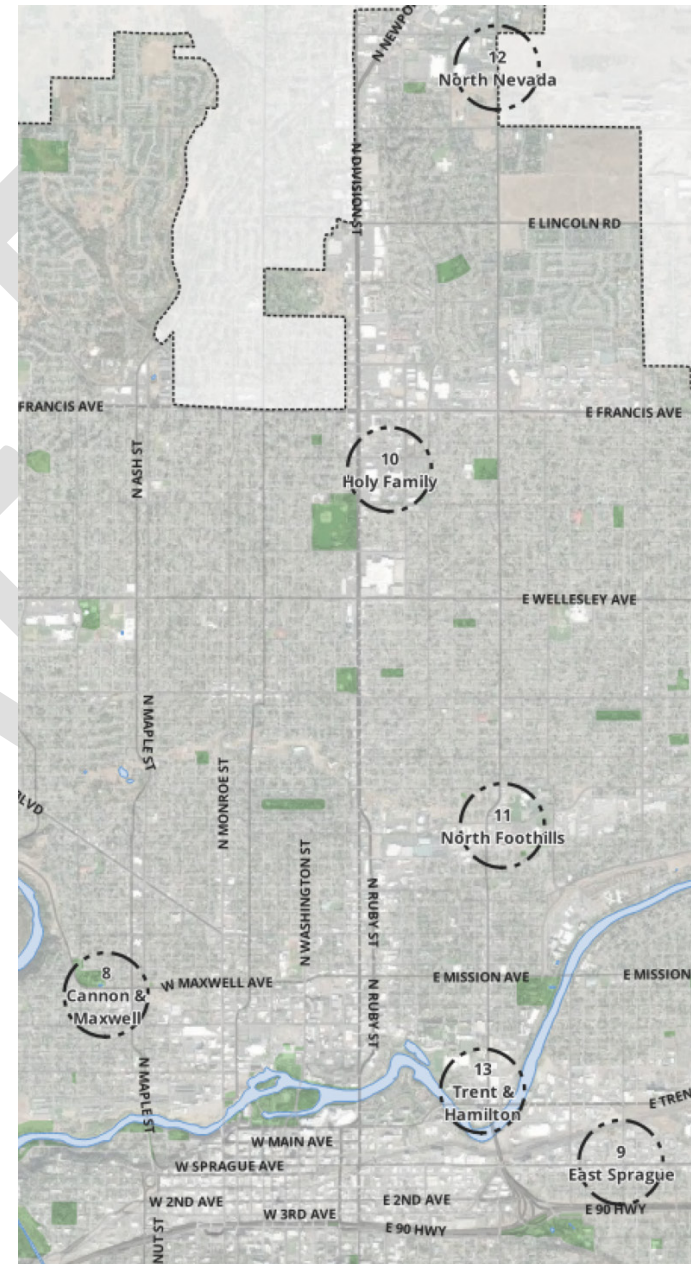 N NEWPO
12
North Nevada
N DIVISION ST
E LINCOLN RD
FRANCIS AVE
E FRANCIS AVE
N ASH ST
10
Holy Family
E WELLESLEY AVE
N MAPLE ST
N MONROE ST
LVD
11
North Foothills
N WASHINGTON ST
N RUBY ST
8
Cannon &
Maxwell
W MAXWELL AVE
E MISSION AVE
E MISSION
N RUBY ST
N MAPLE ST
13
Trent &
Hamilton
E TREN
W MAIN AVE
9
East Sprague
W SPRAGUE AVE
W 2ND AVE
E 2ND AVE
W 3RD AVE
E 90 HWY
E 90 HWY
NUT ST